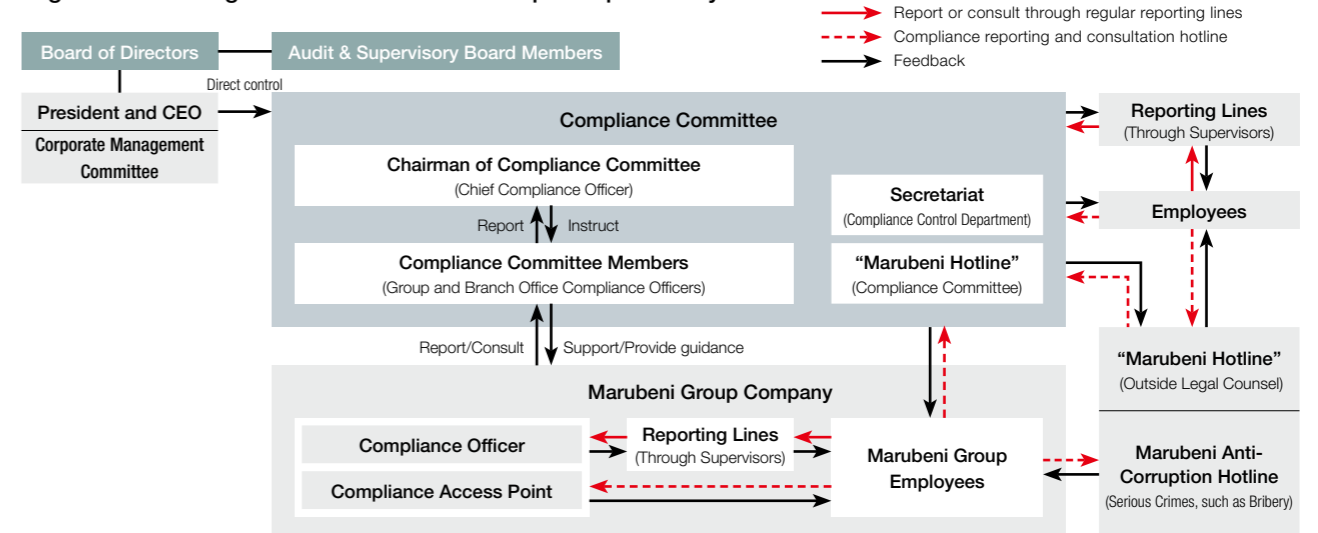 Report or consult through regular reporting lines
Compliance reporting and consultation hotline
Feedback
Board of Directors
Audit & Supervisory Board Members
Direct control
President and CEO
Corporate Management
Committee
Compliance Committee
Chairman of Compliance Committee
(Chief Compliance Officer)
Report
Instruct
Compliance Committee Members
(Group and Branch Office Compliance Officers)
Secretariat
(Compliance Control Department)
“Marubeni Hotline”
(Compliance Committee)
Reporting Lines
(Through Supervisors)
Employees
“Marubeni Hotline”
(Outside Legal Counsel)
Marubeni Anti-
Corruption Hotline
(Serious Crimes, such as Bribery)
Report/Consult
Support/Provide guidance
Marubeni Group Company
Compliance Officer
Compliance Access Point
Reporting Lines
(Through Supervisors)
Marubeni Group
Employees